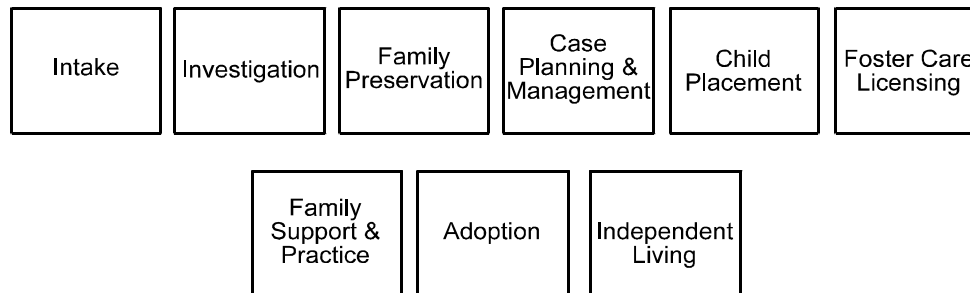 Intake
Investigation
Family
Preservation
Case
Planning &
Management
Child
Placement
Foster Care
Licensing
Family
Support &
Practice
Adoption
Independent
Living